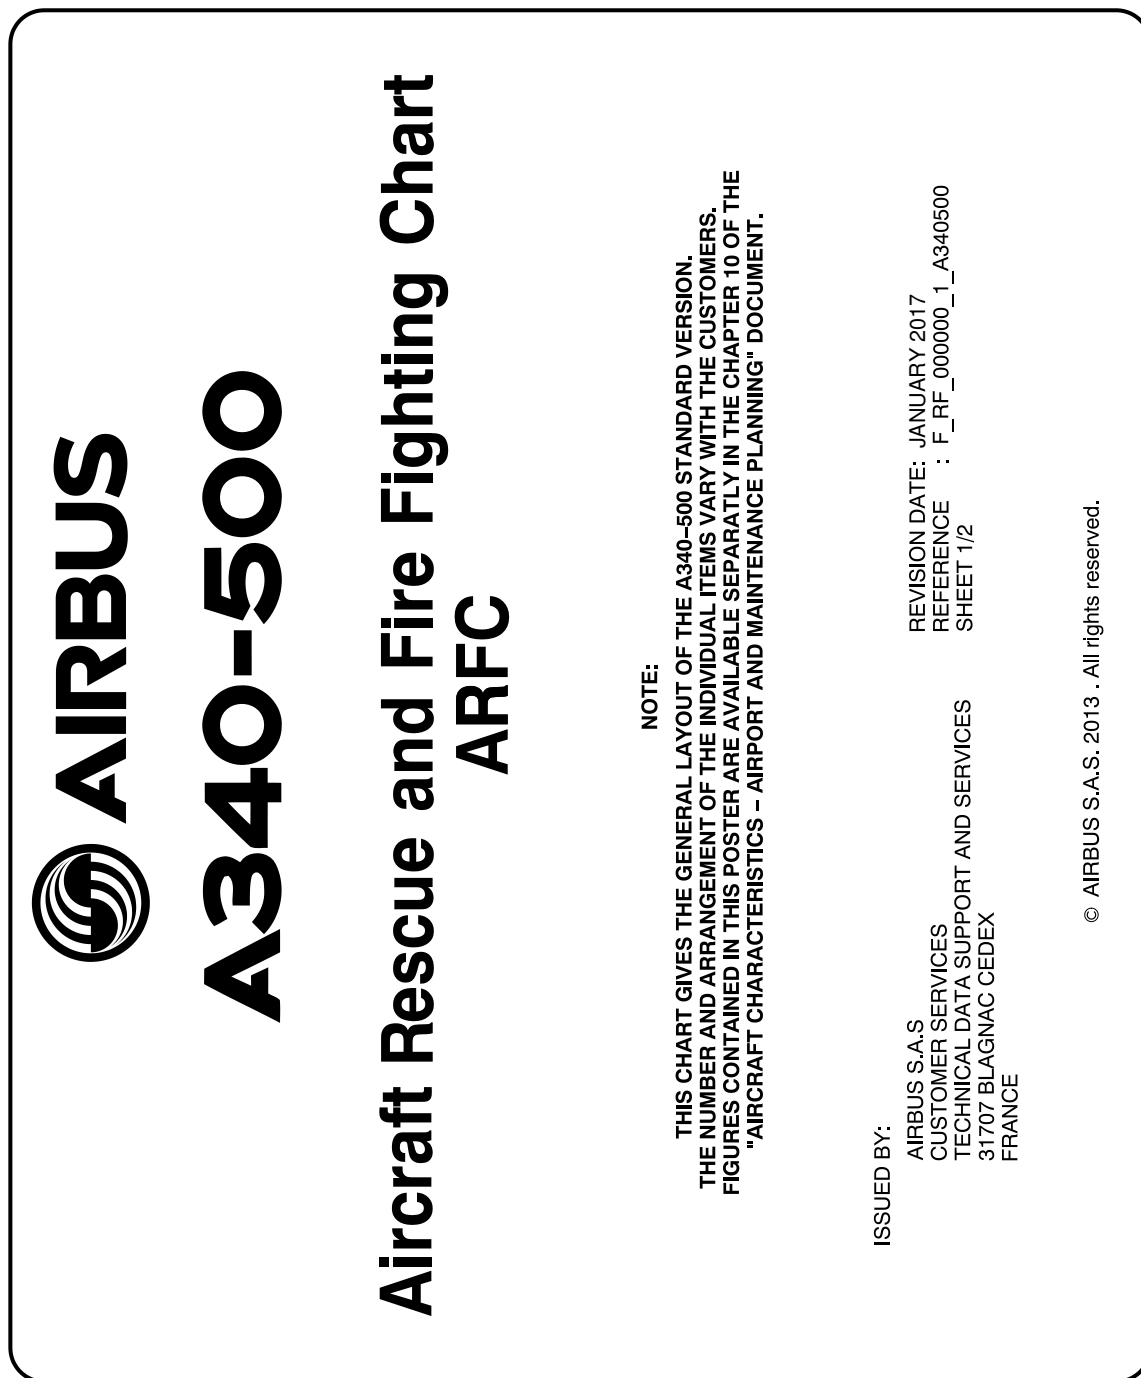 AIRBUS
A340-500
Aircraft Rescue and Fire Fighting Chart
ARFC
NOTE:
THIS CHART GIVES THE GENERAL LAYOUT OF THE A340–500 STANDARD VERSION.
THE NUMBER AND ARRANGEMENT OF THE INDIVIDUAL ITEMS VARY WITH THE CUSTOMERS.
FIGURES CONTAINED IN THIS POSTER ARE AVAILABLE SEPARATLY IN THE CHAPTER 10 OF THE
"AIRCRAFT CHARACTERISTICS – AIRPORT AND MAINTENANCE PLANNING" DOCUMENT.
ISSUED BY:
AIRBUS S.A.S
CUSTOMER SERVICES
TECHNICAL DATA SUPPORT AND SERVICES
31707 BLAGNAC CEDEX
FRANCE
REVISION DATE: JANUARY 2017
REFERENCE : F_RF_000000_1_A340500
SHEET 1/2
© AIRBUS S.A.S. 2013 . All rights reserved.